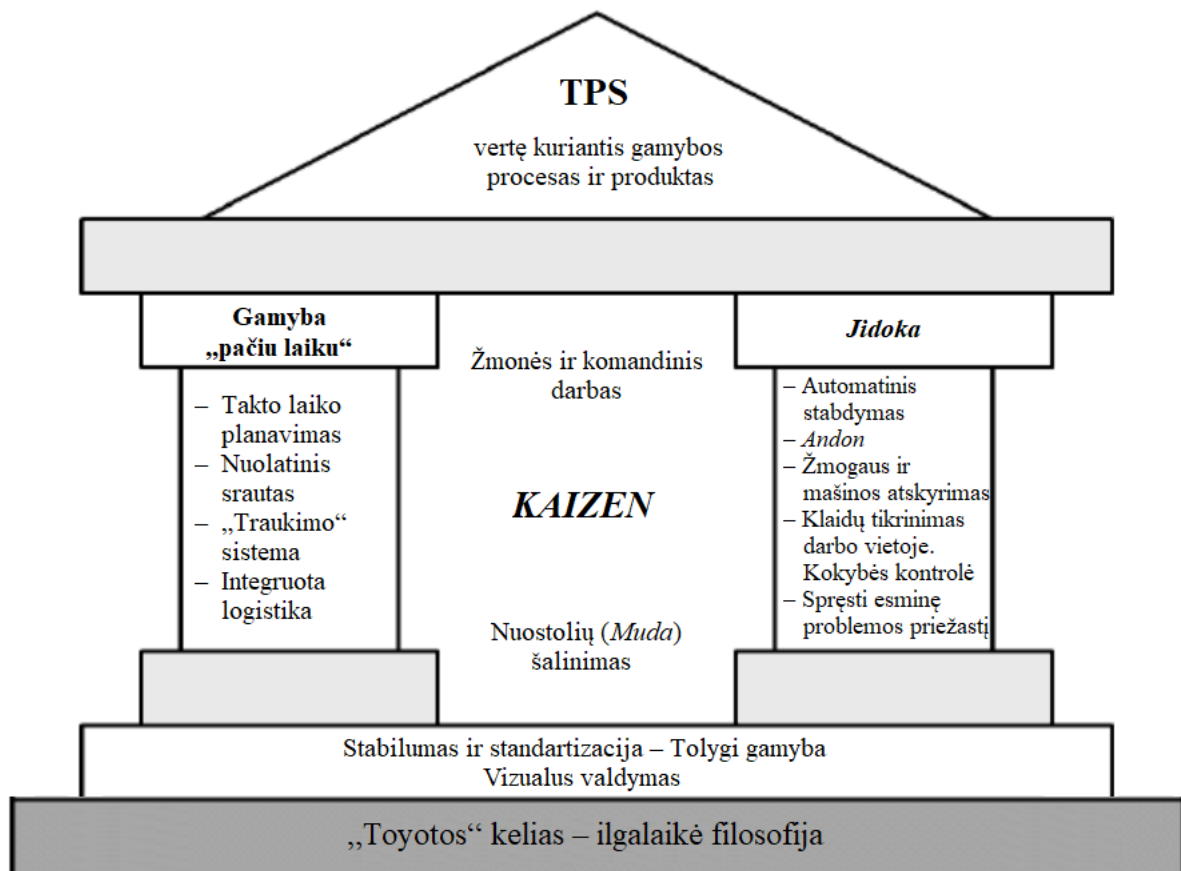 TPS
vertę kuriantis gamybos
procesas ir produktas
Gamyba
„pačiu laiku“
– Takto laiko
planavimas
– Nuolatinis
srautas
– „Traukimo“
sistema
– Integruota
logistika
Žmonės ir komandinis
darbas
KAIZEN
Nuostolių (Muda)
šalinimas
Jidoka
– Automatinis
stabdymas
– Andon
– Žmogaus ir
mašinos atskyrimas
– Klaidų tikrinimas
darbo vietoje.
Kokybės kontrolė
– Spręsti esminę
problemos priežastį
Stabilumas ir standartizacija – Tolygi gamyba
Vizualus valdymas
„Toyotos“ kelias – ilgalaikė filosofija